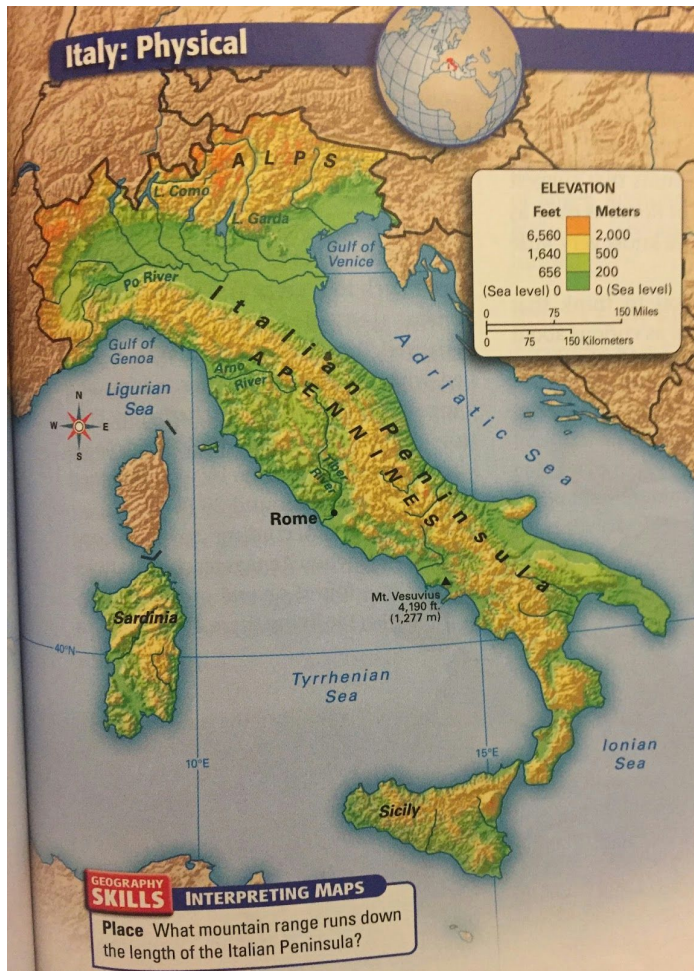 Italy: Physical
ALPS
L. Como
L. Garda
Gulf of
Venice
ELEVATION
Feet Meters
6,560 2,000
1,640 500
656 200
(Sea level) 0 0 (Sea level)
0 75 150 Miles
0 75 150 Kilometers
Po River
Italian Peninsula
Gulf of
Genoa
Ligurian
Sea
Arno
River
APENNINES
Adriatic Sea
N
W E
S
Tiber
River
Rome
Mt. Vesuvius
4,190 ft.
(1,277 m)
Sardinia
40°N
Tyrrhenian
Sea
10°E
15°E
Ionian
Sea
Sicily
GEOGRAPHY
SKILLS
INTERPRETING MAPS
Place What mountain range runs down
the length of the Italian Peninsula?